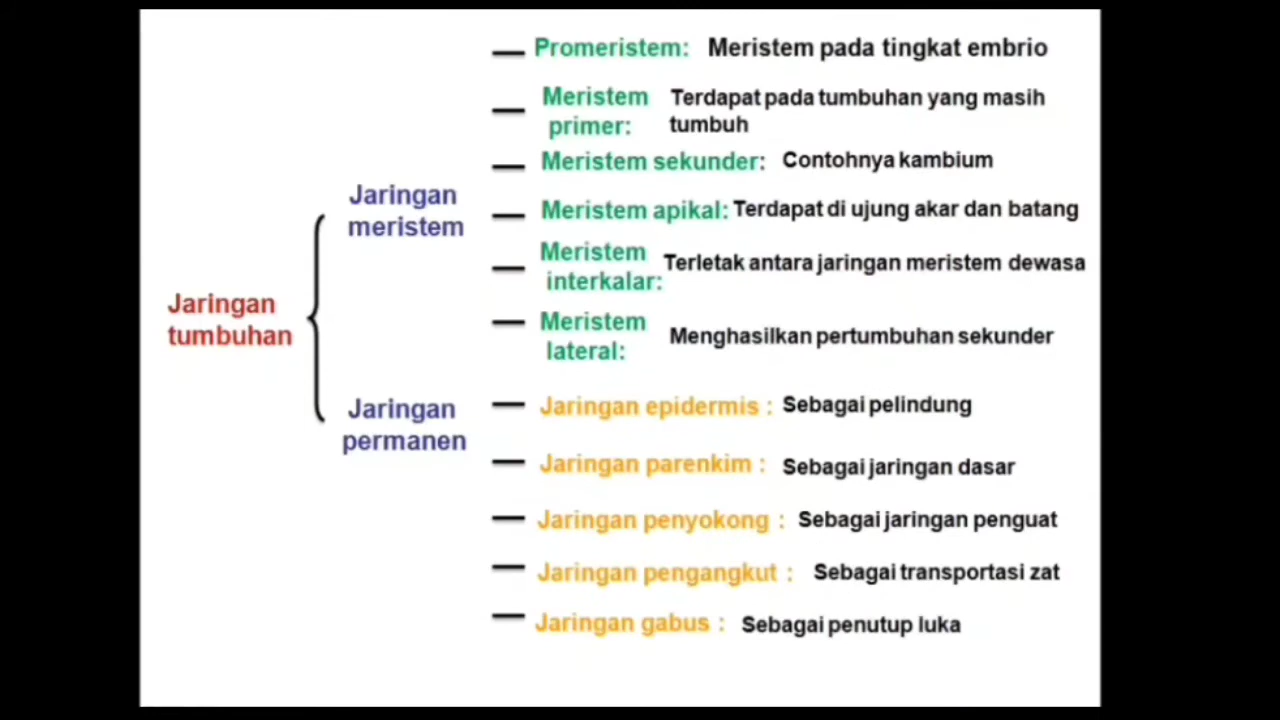 Jaringan
tumbuhan
Jaringan
meristem
Promeristem: Meristem pada tingkat embrio
Meristem
primer:
Terdapat pada tumbuhan yang masih
tumbuh
Meristem sekunder: Contohnya kambium
Meristem apikal: Terdapat di ujung akar dan batang
Meristem
interkalar:
Terletak antara jaringan meristem dewasa
Meristem
lateral:
Menghasilkan pertumbuhan sekunder
Jaringan
permanen
Jaringan epidermis : Sebagai pelindung
Jaringan parenkim : Sebagai jaringan dasar
Jaringan penyokong : Sebagai jaringan penguat
Jaringan pengangkut : Sebagai transportasi zat
Jaringan gabus : Sebagai penutup luka